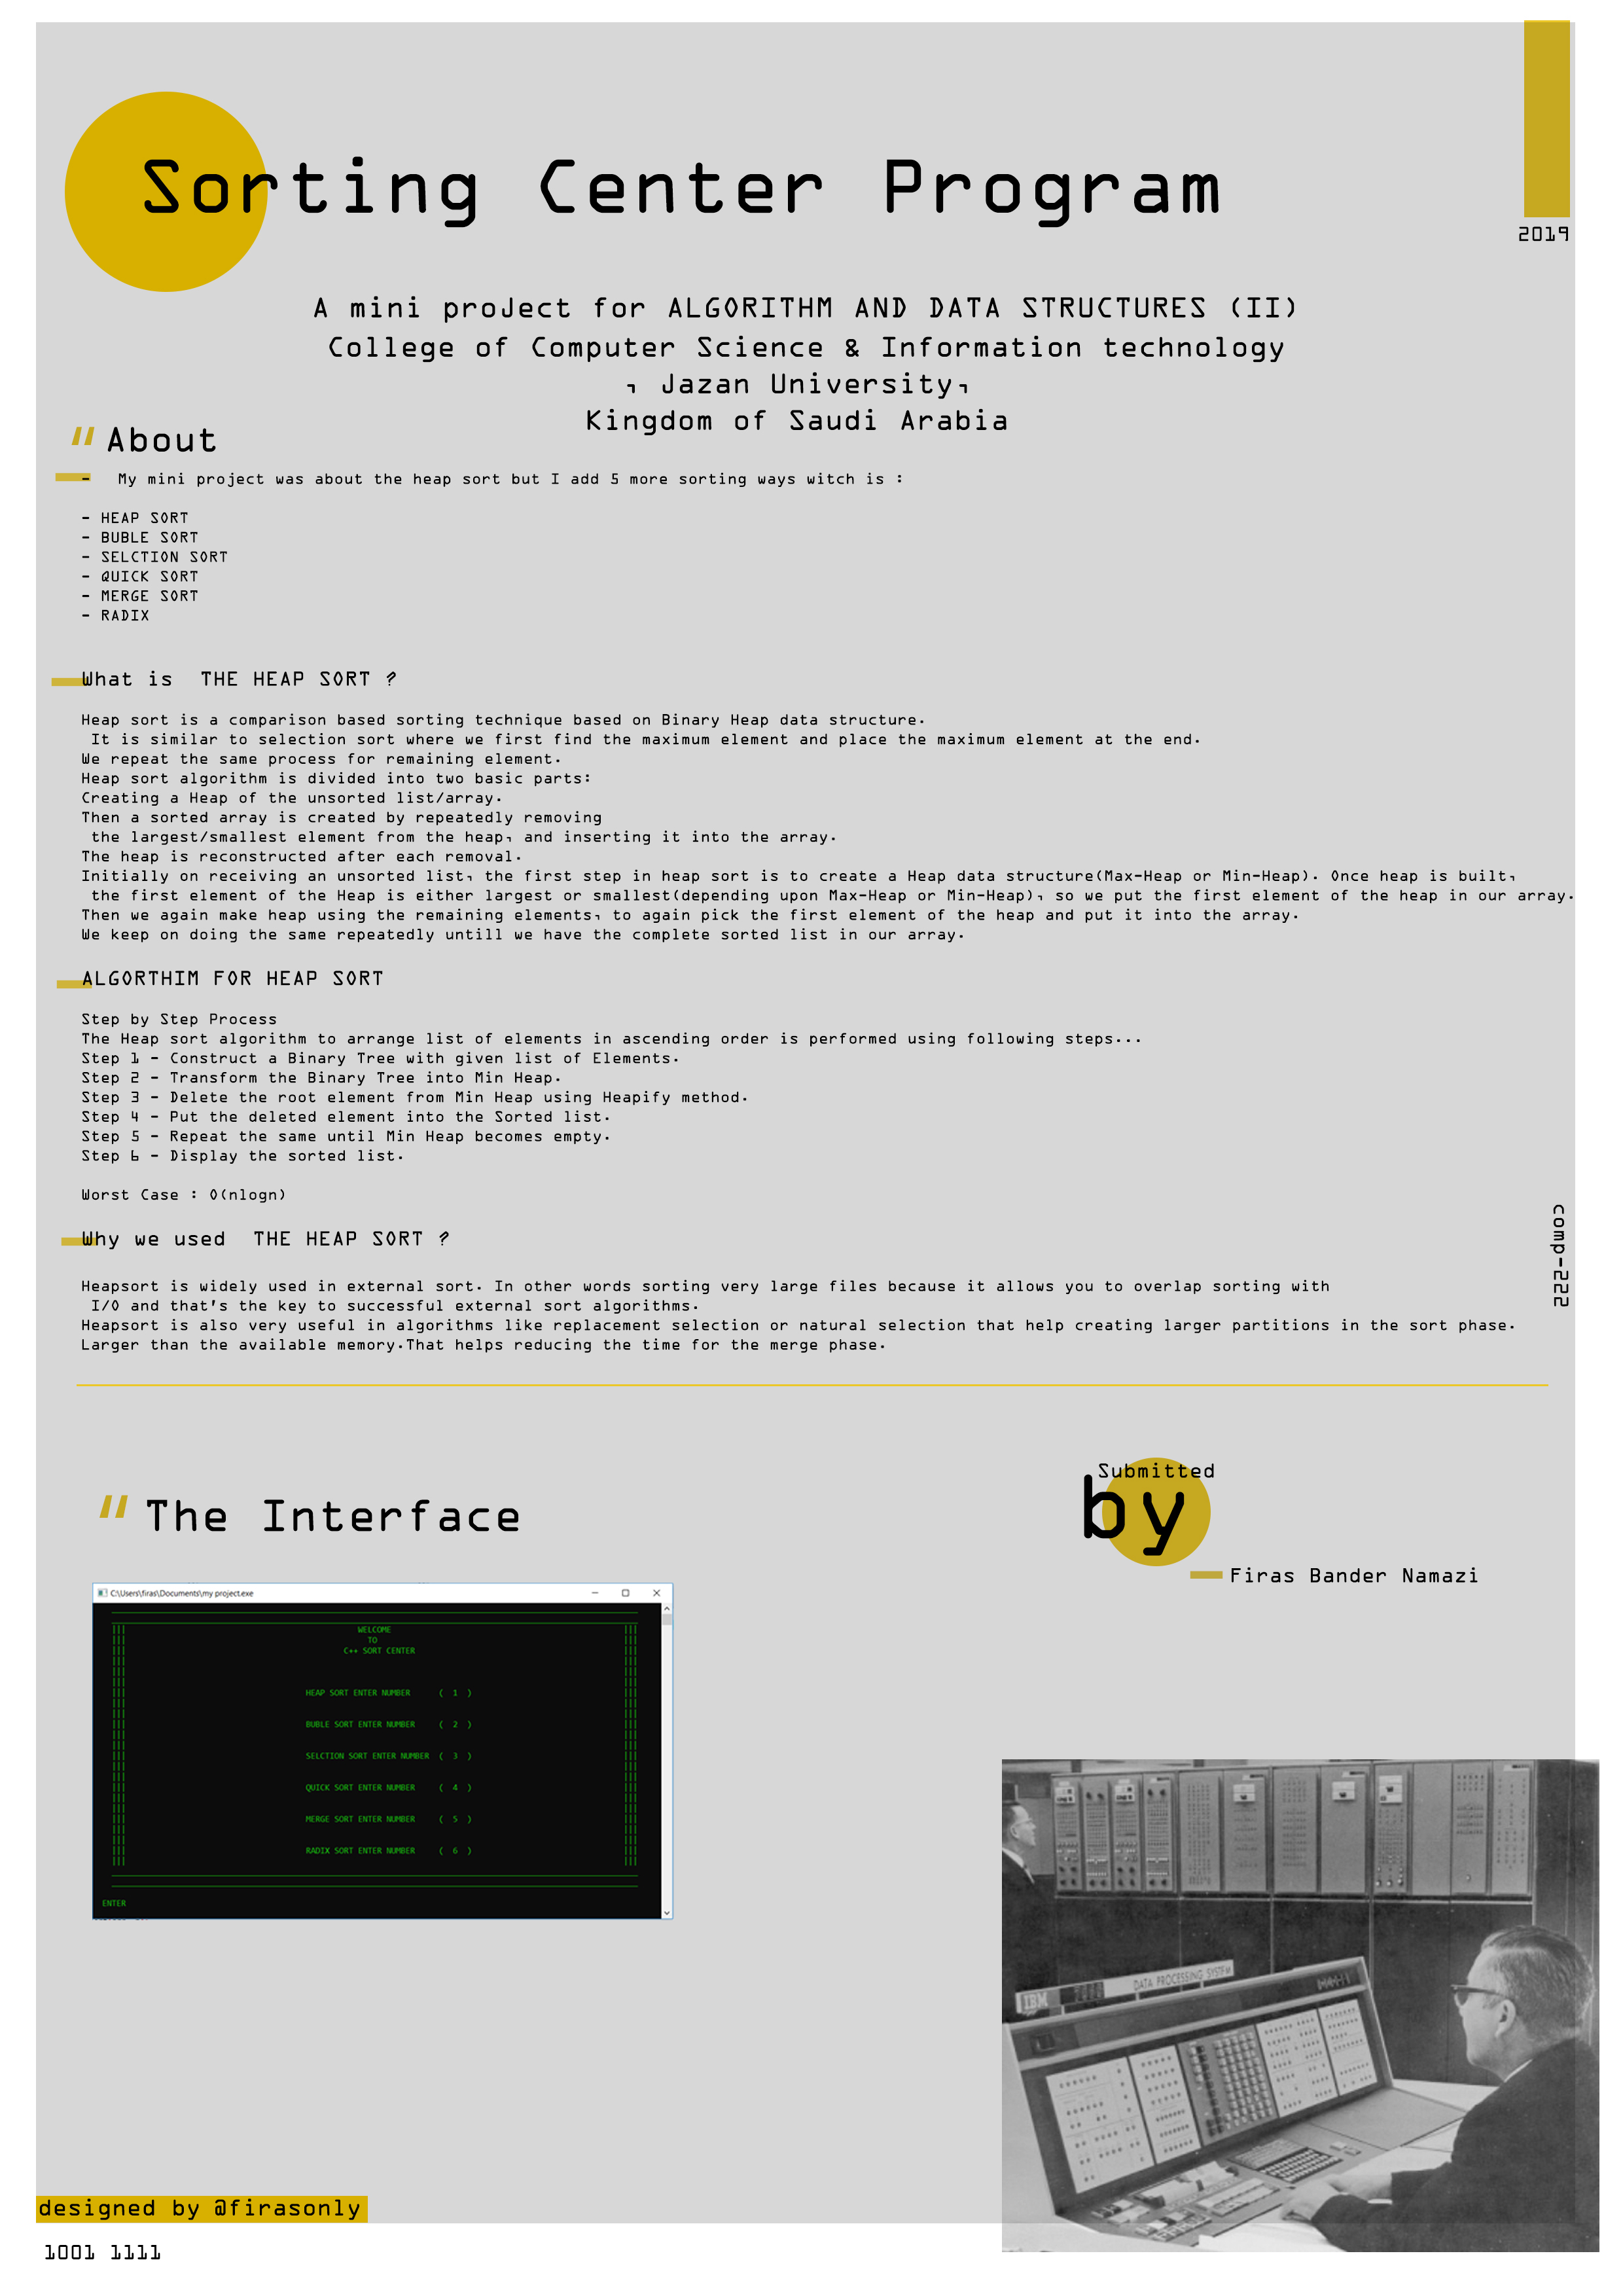 Sorting Center Program
2019
A mini project for ALGORITHM AND DATA STRUCTURES (II)
College of Computer Science & Information technology
, Jazan University,
Kingdom of Saudi Arabia
" About
- My mini project was about the heap sort but I add 5 more sorting ways witch is :
- HEAP SORT
- BUBLE SORT
- SELCTION SORT
- QUICK SORT
- MERGE SORT
- RADIX
What is THE HEAP SORT ?
Heap sort is a comparison based sorting technique based on Binary Heap data structure.
It is similar to selection sort where we first find the maximum element and place the maximum element at the end.
We repeat the same process for remaining element.
Heap sort algorithm is divided into two basic parts:
Creating a Heap of the unsorted list/array.
Then a sorted array is created by repeatedly removing
the largest/smallest element from the heap, and inserting it into the array.
The heap is reconstructed after each removal.
Initially on receiving an unsorted list, the first step in heap sort is to create a Heap data structure(Max-Heap or Min-Heap). Once heap is built,
the first element of the Heap is either largest or smallest(depending upon Max-Heap or Min-Heap), so we put the first element of the heap in our array.
Then we again make heap using the remaining elements, to again pick the first element of the heap and put it into the array.
We keep on doing the same repeatedly untill we have the complete sorted list in our array.
ALGORTHIM FOR HEAP SORT
Step by Step Process
The Heap sort algorithm to arrange list of elements in ascending order is performed using following steps...
Step 1 - Construct a Binary Tree with given list of Elements.
Step 2 - Transform the Binary Tree into Min Heap.
Step 3 - Delete the root element from Min Heap using Heapify method.
Step 4 - Put the deleted element into the Sorted list.
Step 5 - Repeat the same until Min Heap becomes empty.
Step 6 - Display the sorted list.
Worst Case : O(nlogn)
comp-222
Why we used THE HEAP SORT ?
Heapsort is widely used in external sort. In other words sorting very large files because it allows you to overlap sorting with
I/O and that's the key to successful external sort algorithms.
Heapsort is also very useful in algorithms like replacement selection or natural selection that help creating larger partitions in the sort phase.
Larger than the available memory.That helps reducing the time for the merge phase.
Submitted
by
Firas Bander Namazi
" The Interface
C:\Users\firas\Documents\my project.exe
WELCOME
TO
C++ SORT CENTER
HEAP SORT ENTER NUMBER ( 1 )
BUBLE SORT ENTER NUMBER ( 2 )
SELCTION SORT ENTER NUMBER ( 3 )
QUICK SORT ENTER NUMBER ( 4 )
MERGE SORT ENTER NUMBER ( 5 )
RADIX SORT ENTER NUMBER ( 6 )
ENTER
IBM
DATA PROCESSING SYSTEM
designed by @firasonly
1001 1111